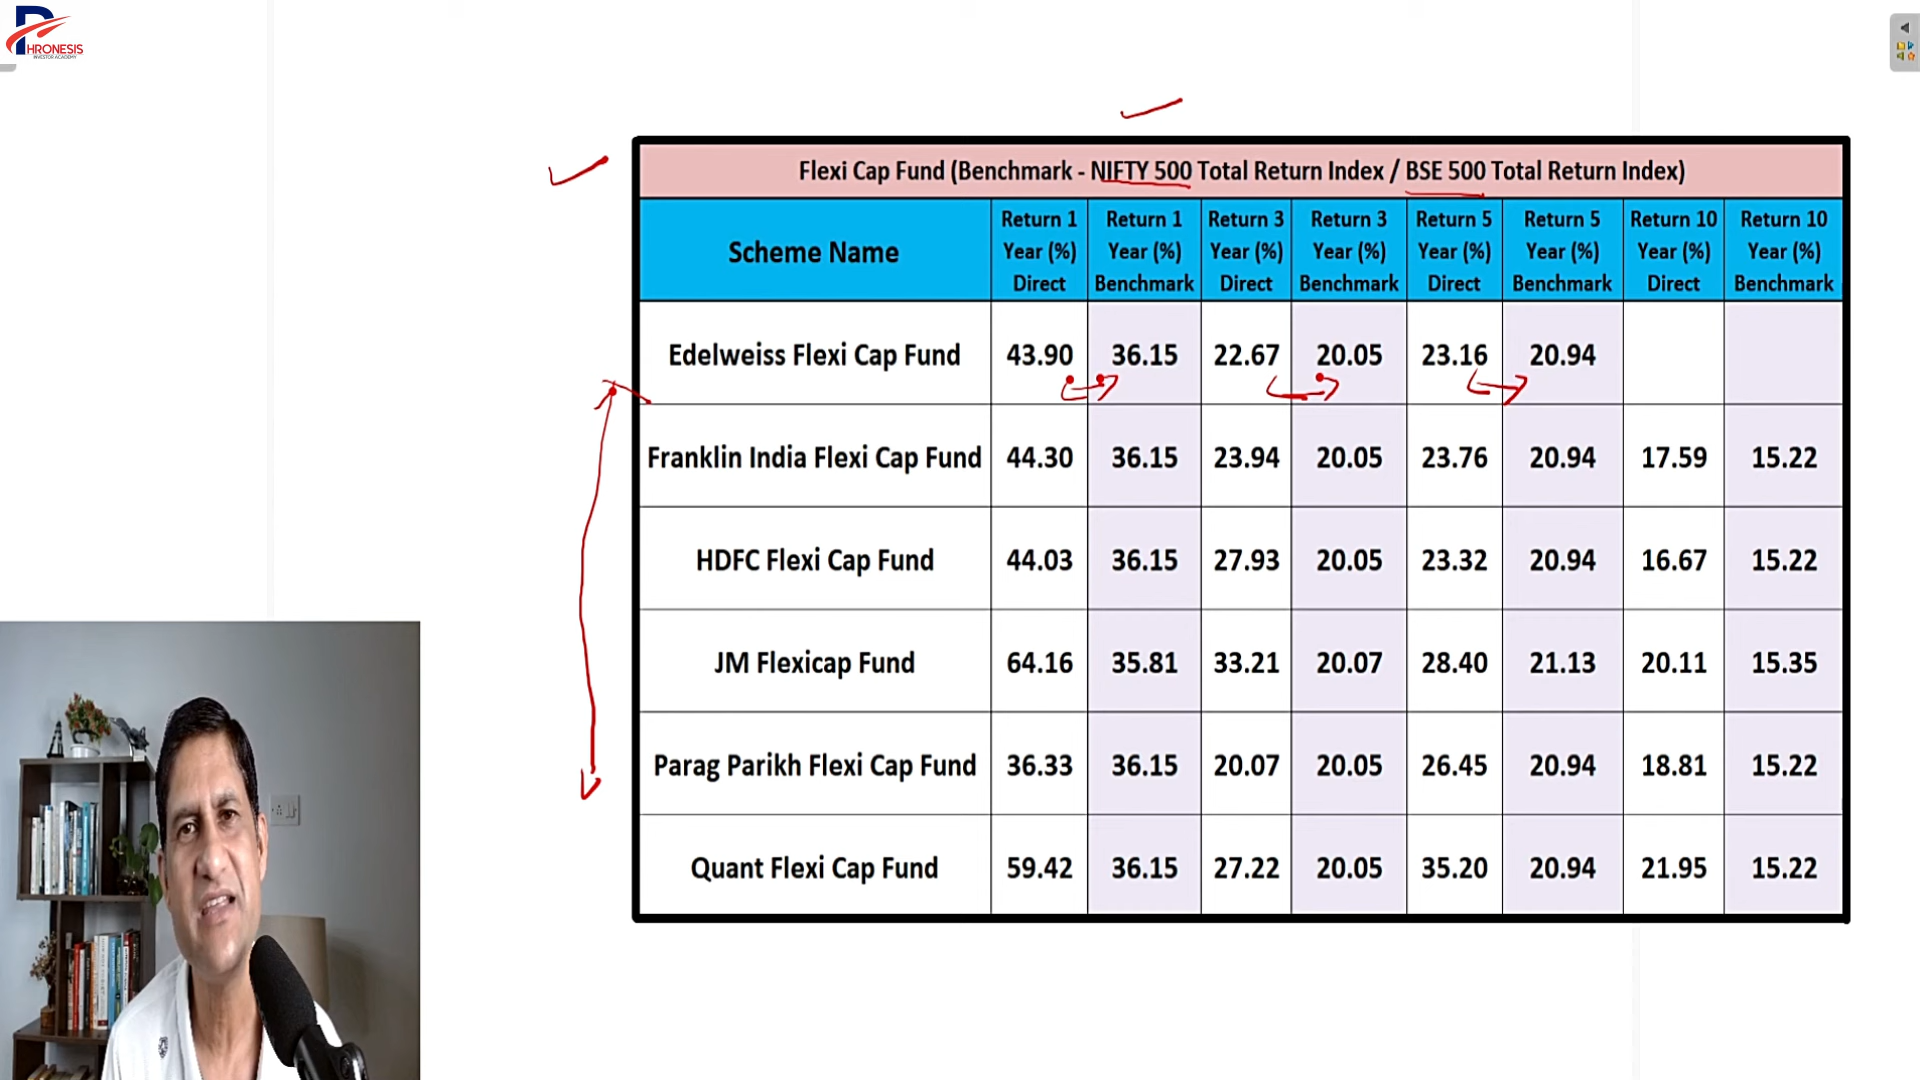 PHRONESIS
INVESTOR ACADEMY
Flexi Cap Fund (Benchmark - NIFTY 500 Total Return Index / BSE 500 Total Return Index)
Scheme Name Return 1 Year (%) Direct Return 1 Year (%) Benchmark Return 3 Year (%) Direct Return 3 Year (%) Benchmark Return 5 Year (%) Direct Return 5 Year (%) Benchmark Return 10 Year (%) Direct Return 10 Year (%) Benchmark
Edelweiss Flexi Cap Fund 43.90 36.15 22.67 20.05 23.16 20.94
Franklin India Flexi Cap Fund 44.30 36.15 23.94 20.05 23.76 20.94 17.59 15.22
HDFC Flexi Cap Fund 44.03 36.15 27.93 20.05 23.32 20.94 16.67 15.22
JM Flexicap Fund 64.16 35.81 33.21 20.07 28.40 21.13 20.11 15.35
Parag Parikh Flexi Cap Fund 36.33 36.15 20.07 20.05 26.45 20.94 18.81 15.22
Quant Flexi Cap Fund 59.42 36.15 27.22 20.05 35.20 20.94 21.95 15.22